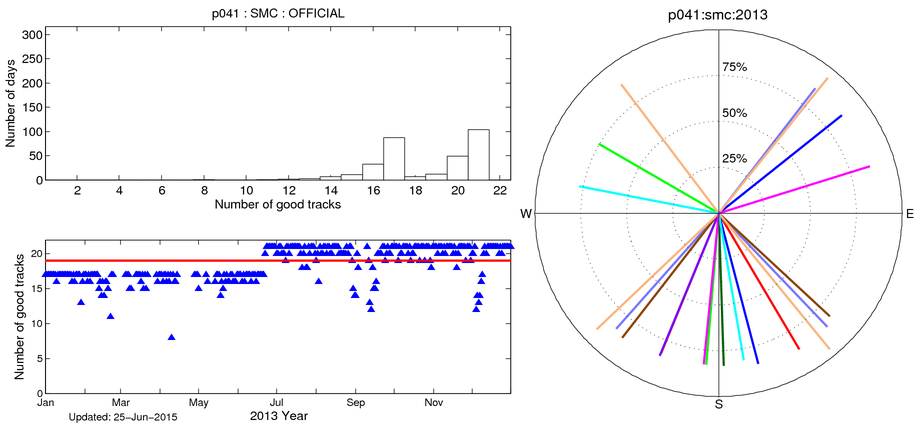 p041 : SMC : OFFICIAL
300
250
200
150
100
50
0
Number of days
2 4 6 8 10 12 14 16 18 20 22
Number of good tracks
20
15
10
5
0
Number of good tracks
Jan Mar May Jul Sep Nov
Updated: 25-Jun-2015
2013 Year
p041:smc:2013
75%
50%
25%
W
E
S